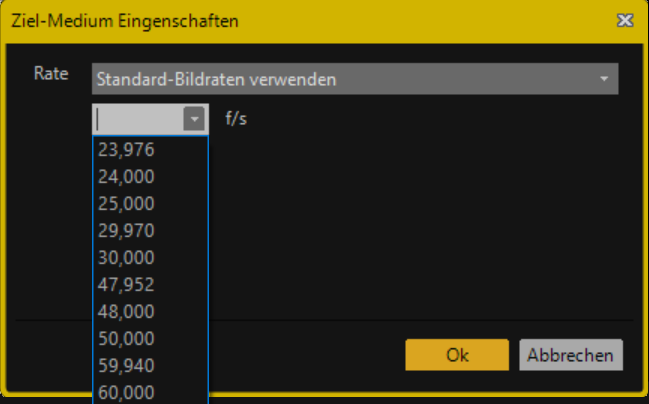 Ziel-Medium Eingenschaften
Rate Standard-Bildraten verwenden
f/s
23,976
24,000
25,000
29,970
30,000
47,952
48,000
50,000
59,940
60,000
Ok Abbrechen